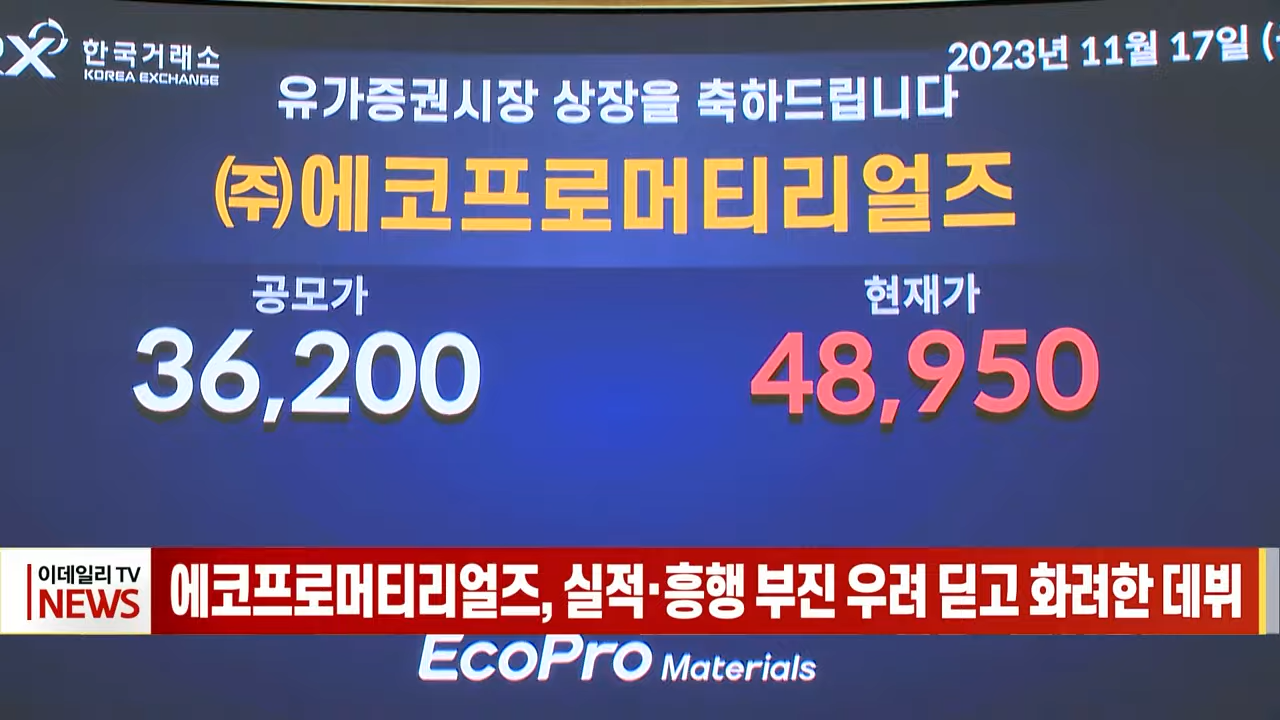 한국거래소
KOREA EXCHANGE
2023년 11월 17일
유가증권시장 상장을 축하드립니다
㈜에코프로머티리얼즈
공모가
현재가
36,200
48,950
이데일리 TV
NEWS
에코프로머티리얼즈, 실적·흥행 부진 우려 딛고 화려한 데뷔
EcoPro Materials